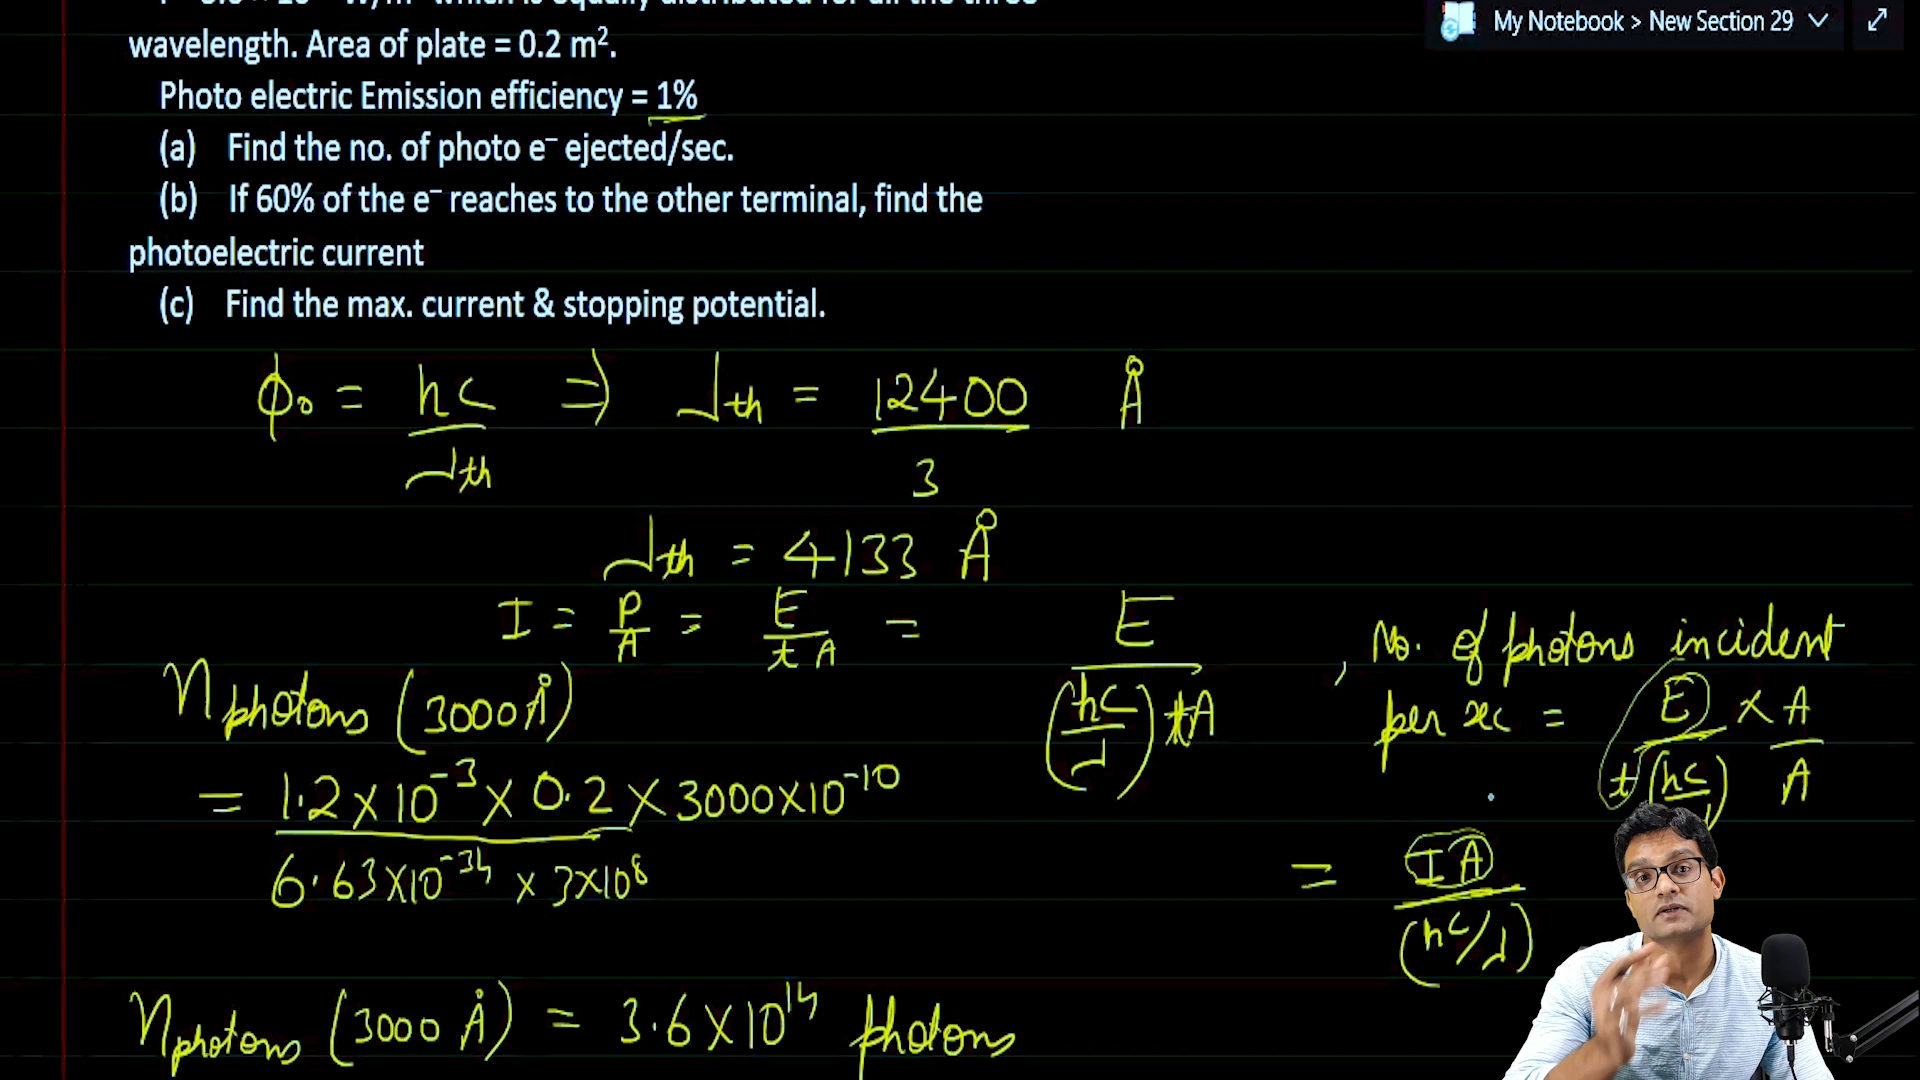 My Notebook > New Section 29
wavelength. Area of plate = 0.2 m².
Photo electric Emission efficiency = 1%
(a) Find the no. of photo e⁻ ejected/sec.
(b) If 60% of the e⁻ reaches to the other terminal, find the
photoelectric current
(c) Find the max. current & stopping potential.
ϕ₀ = hc/λth ⇒ λth = 12400/3 Å
λth = 4133 Å
I = P/A = E/tA = E/(hc/λ)tA , No. of photons incident
per sec = E/t(hc/λ) × A/A
nphotons (3000 Å)
= 1.2×10⁻³ × 0.2 × 3000×10⁻¹⁰ / 6.63×10⁻³⁴ × 3×10⁸
= IA/(hc/λ)
nphotons (3000 Å) = 3.6×10¹⁴ photons